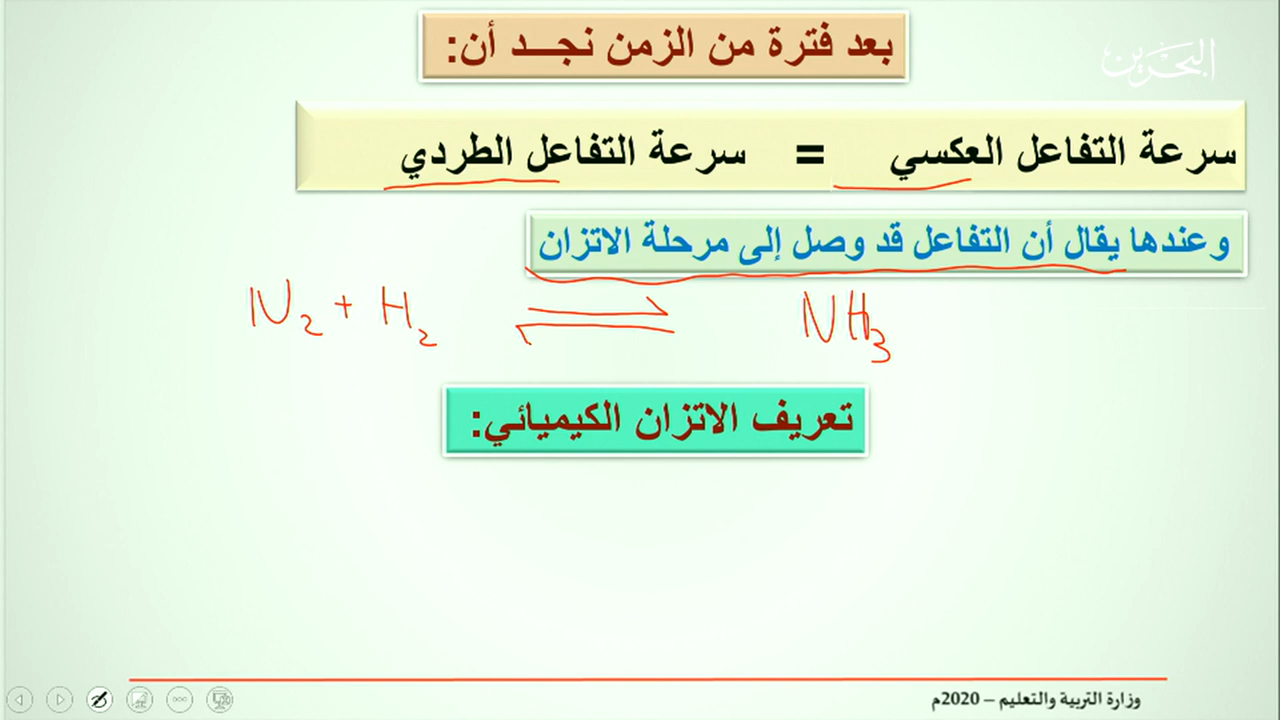 البحرين
بعد فترة من الزمن نجـــد أن:
سرعة التفاعل العكسي = سرعة التفاعل الطردي
وعندها يقال أن التفاعل قد وصل إلى مرحلة الاتزان
N₂ + H₂ ⇌ NH₃
تعريف الاتزان الكيميائي:
وزارة التربية والتعليم – 2020م